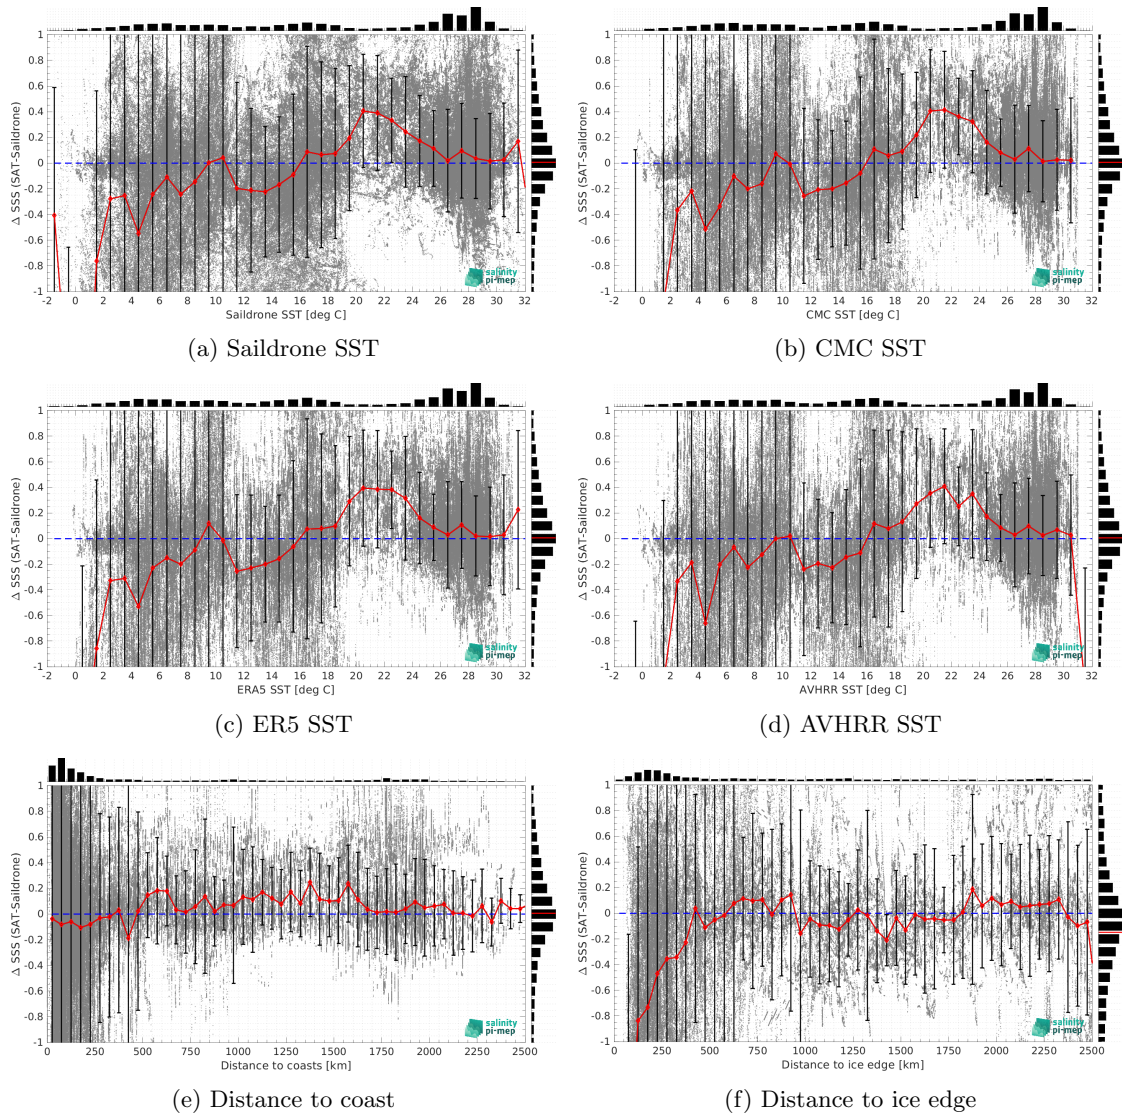 1
0.8
0.6
0.4
0.2
0
-0.2
-0.4
-0.6
-0.8
-1
Δ SSS (SAT-Saildrone)
salinity
pi-mep
-2 0 2 4 6 8 10 12 14 16 18 20 22 24 26 28 30 32
Saildrone SST [deg C]
(a) Saildrone SST
1
0.8
0.6
0.4
0.2
0
-0.2
-0.4
-0.6
-0.8
-1
Δ SSS (SAT-Saildrone)
salinity
pi-mep
-2 0 2 4 6 8 10 12 14 16 18 20 22 24 26 28 30 32
CMC SST [deg C]
(b) CMC SST
1
0.8
0.6
0.4
0.2
0
-0.2
-0.4
-0.6
-0.8
-1
Δ SSS (SAT-Saildrone)
salinity
pi-mep
-2 0 2 4 6 8 10 12 14 16 18 20 22 24 26 28 30 32
ERA5 SST [deg C]
(c) ER5 SST
1
0.8
0.6
0.4
0.2
0
-0.2
-0.4
-0.6
-0.8
-1
Δ SSS (SAT-Saildrone)
salinity
pi-mep
-2 0 2 4 6 8 10 12 14 16 18 20 22 24 26 28 30 32
AVHRR SST [deg C]
(d) AVHRR SST
1
0.8
0.6
0.4
0.2
0
-0.2
-0.4
-0.6
-0.8
-1
Δ SSS (SAT-Saildrone)
salinity
pi-mep
0 250 500 750 1000 1250 1500 1750 2000 2250 2500
Distance to coasts [km]
(e) Distance to coast
1
0.8
0.6
0.4
0.2
0
-0.2
-0.4
-0.6
-0.8
-1
Δ SSS (SAT-Saildrone)
salinity
pi-mep
0 250 500 750 1000 1250 1500 1750 2000 2250 2500
Distance to ice edge [km]
(f) Distance to ice edge